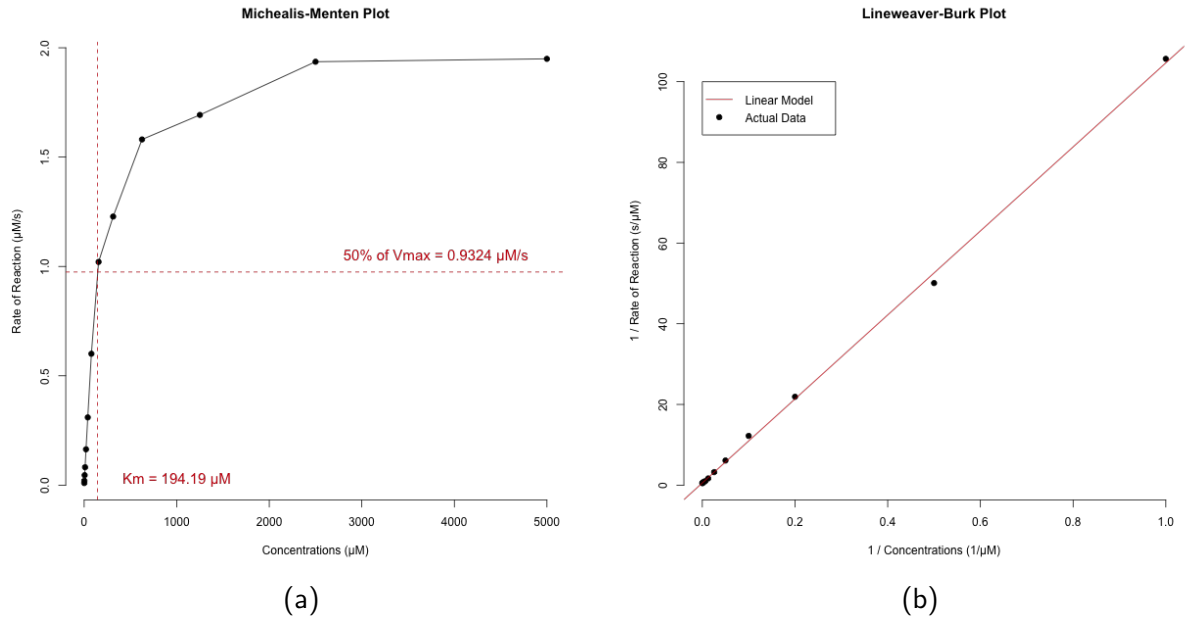 Michealis-Menten Plot
Rate of Reaction (µM/s)
2.0
1.5
1.0
0.5
0.0
50% of Vmax = 0.9324 µM/s
Km = 194.19 µM
0
1000
2000
3000
4000
5000
Concentrations (µM)
(a)
Lineweaver-Burk Plot
1 / Rate of Reaction (s/µM)
100
80
60
40
20
0
Linear Model
Actual Data
0.0
0.2
0.4
0.6
0.8
1.0
1 / Concentrations (1/µM)
(b)